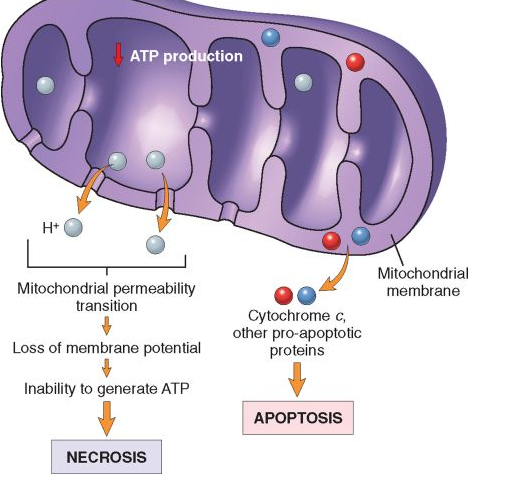 ATP production
H+
Mitochondrial permeability
transition
Loss of membrane potential
Inability to generate ATP
NECROSIS
Mitochondrial
membrane
Cytochrome c,
other pro-apoptotic
proteins
APOPTOSIS